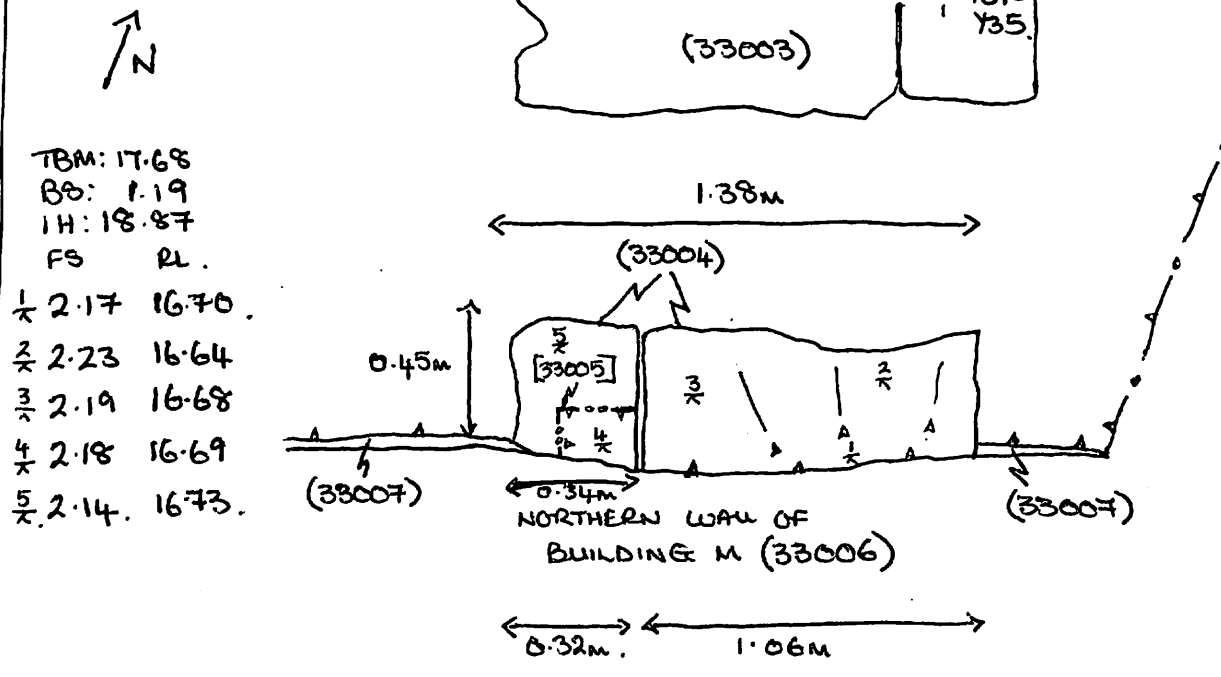 N
(33003)
Y35.
TBM: 17.68
BS: 1.19
IH: 18.87
FS RL.
1/⊼ 2.17 16.70.
2/⊼ 2.23 16.64
3/⊼ 2.19 16.68
4/⊼ 2.18 16.69
5/⊼. 2.14. 16.73.
1.38m
(33004)
0.45m
5/⊼
[33005]
3/⊼
2/⊼
4/⊼
1/⊼
(33007)
0.34m
(33007)
NORTHERN WALL OF
BUILDING M (33006)
0.32m.
1.06m